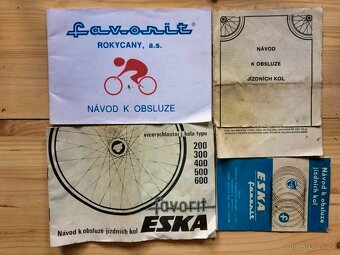 favorit
ROKYCANY, a.s.
NÁVOD K OBSLUZE
NÁVOD
K OBSLUZE
JÍZDNÍCH KOL
vícerychlostní kola typu
200
300
400
500
600
favorit
ESKA
Návod k obsluze jízdních kol
Návod k obsluze
jízdních kol
ESKA
favorit